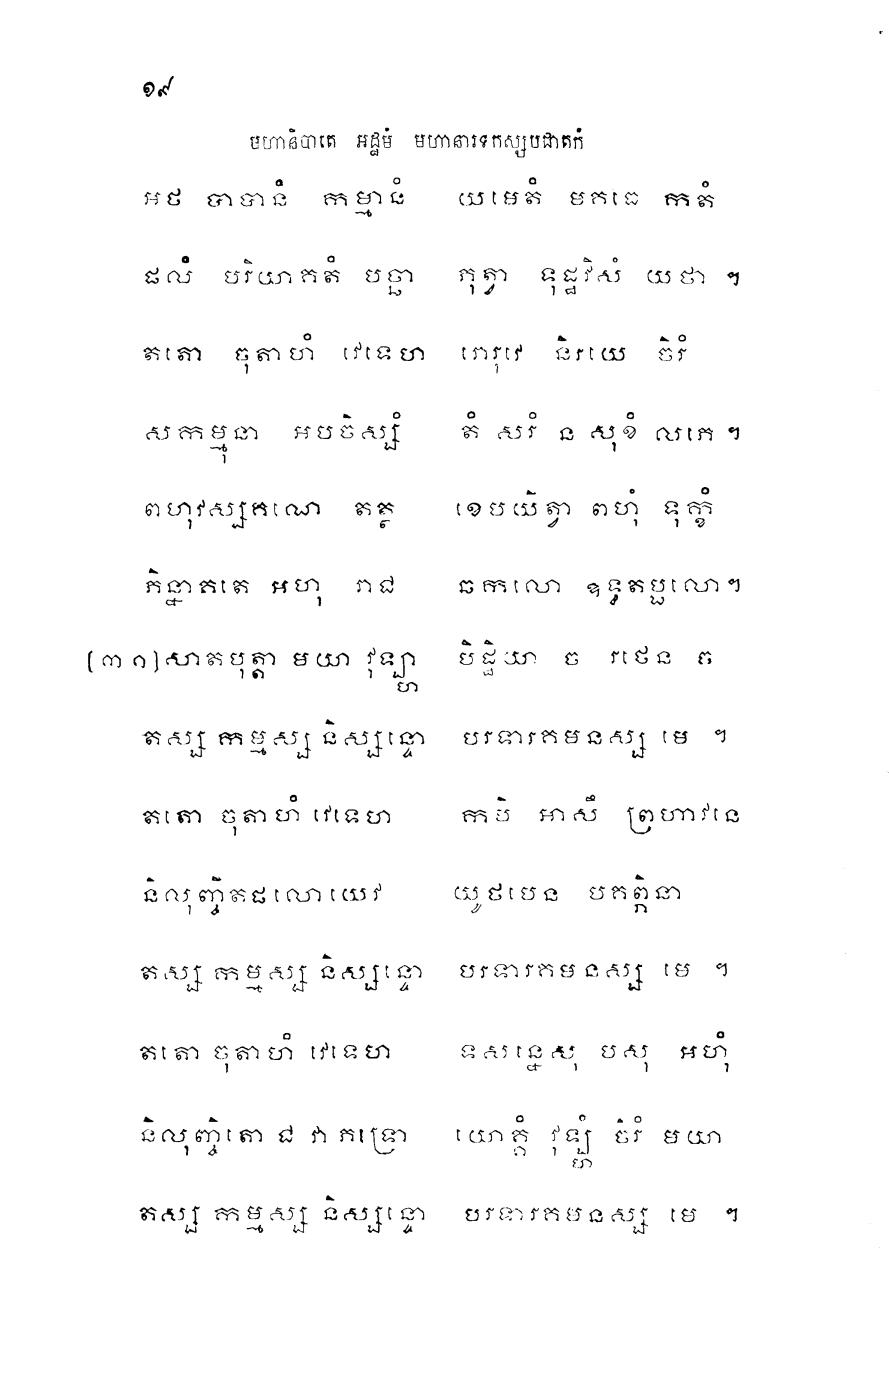 ១៩
មហានិបាតេ អដ្ឋមំ មហានារទកស្សបជាតកំ
អថ បាបានំ កម្មានំ យមេតំ មគធេ កតំ
ផលំ បរិយាគតំ បច្ឆា ភុត្វា ទុដ្ឋវិសំ យថា ៗ
តតោ ចុតាហំ វេទេហ រោរុវេ និរយេ ចិរំ
សកម្មុនា អបចិស្សំ តំ សរំ ន សុខំ លភេ ៗ
ពហុវស្សគណេ តត្ថ ខេបយិត្វា ពហុំ ទុក្ខំ
ភិន្នាគតេ អហុ រាជ ឆកលោ ឧទ្ធតប្ផលោ ៗ
[៣១] សាតបុត្តា មយា វុឡ្ហា បិដ្ឋិយា ច រថេន ច
តស្ស កម្មស្ស និស្សន្ទោ បរទារគមនស្ស មេ ៗ
តតោ ចុតាហំ វេទេហ កបិ អាសឹ ព្រហាវនេ
និលុញ្ចិតផលោយេវ យូថបេន បគព្ភិនា
តស្ស កម្មស្ស និស្សន្ទោ បរទារគមនស្ស មេ ៗ
តតោ ចុតាហំ វេទេហ ទសន្នេសុ បសុ អហុំ
និលុញ្ចិតោ ជវា ភទ្រោ យោគ្គំ វុឡ្ហំ ចិរំ មយា
តស្ស កម្មស្ស និស្សន្ទោ បរទារគមនស្ស មេ ៗ